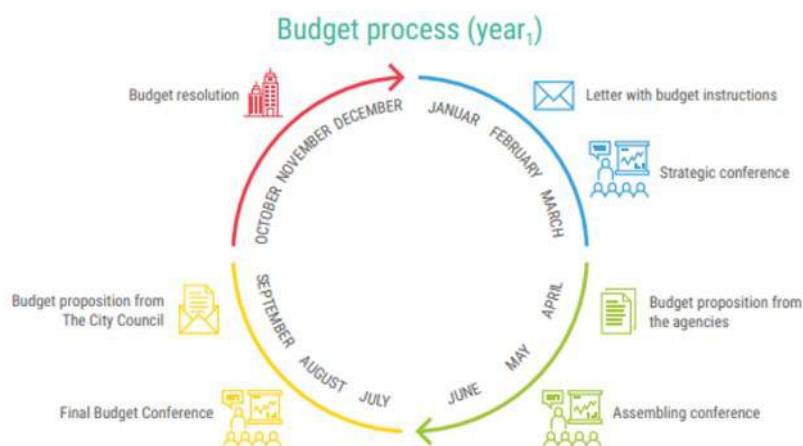 Budget process (year₁)
Budget resolution
Letter with budget instructions
Strategic conference
Budget proposition from
the agencies
Assembling conference
Final Budget Conference
Budget proposition from
The City Council
JANUAR
FEBRUARY
MARCH
APRIL
MAY
JUNE
JULY
AUGUST
SEPTEMBER
OCTOBER
NOVEMBER
DECEMBER